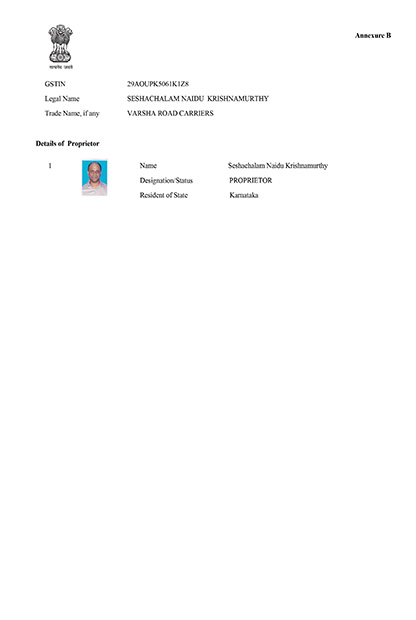 Annexure B
सत्यमेव जयते
GSTIN 29AOUPK5061K1Z8
Legal Name SESHACHALAM NAIDU KRISHNAMURTHY
Trade Name, if any VARSHA ROAD CARRIERS
Details of Proprietor
1 Name Seshachalam Naidu Krishnamurthy
Designation/Status PROPRIETOR
Resident of State Karnataka